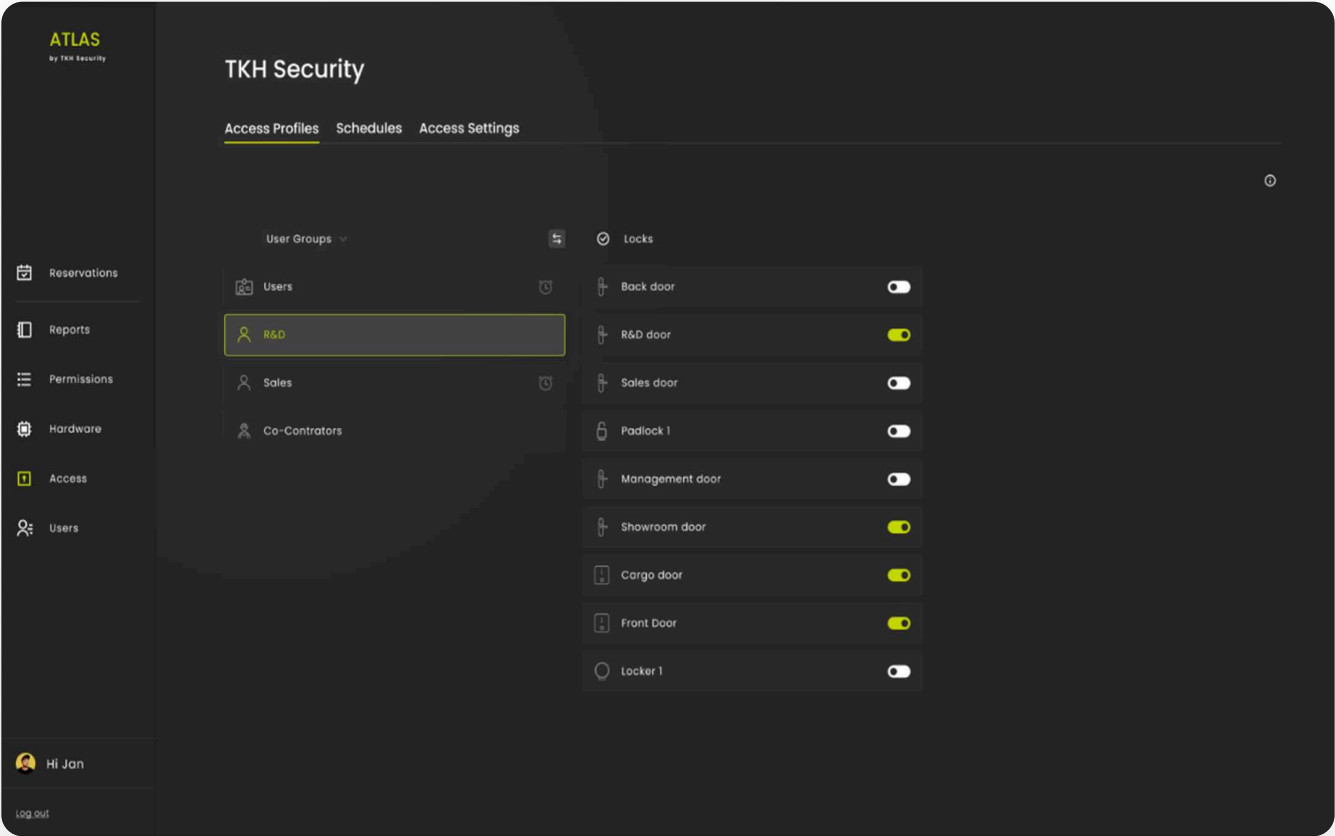 ATLAS
by TKH Security
TKH Security
Access Profiles Schedules Access Settings
User Groups
Locks
Reservations
Reports
Permissions
Hardware
Access
Users
Users
R&D
Sales
Co-Contrators
Back door
R&D door
Sales door
Padlock 1
Management door
Showroom door
Cargo door
Front Door
Locker 1
Hi Jan
Log out